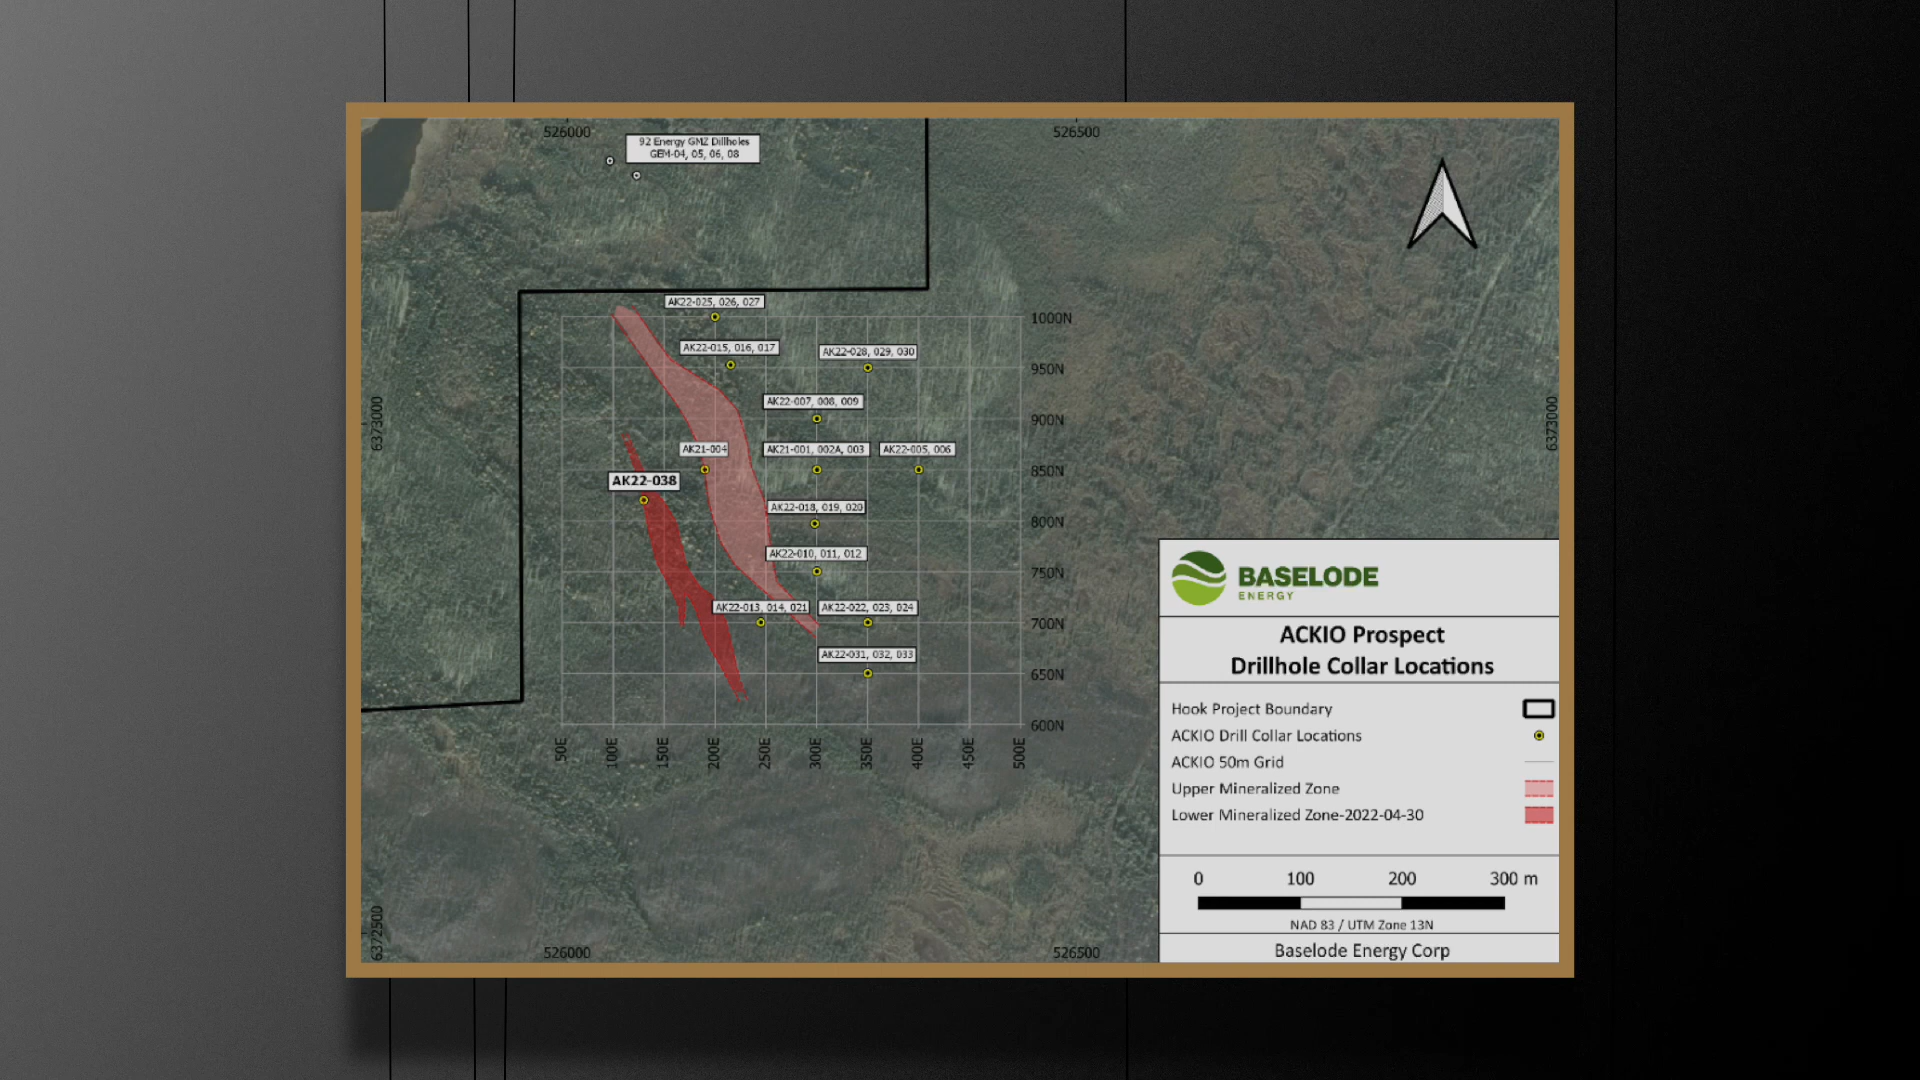 526000
526500
92 Energy GMZ Dillholes
GEM-04, 05, 06, 08
AK22-025, 026, 027
1000N
AK22-015, 016, 017
AK22-028, 029, 030
950N
AK22-007, 008, 009
900N
6373000
6373000
AK21-004
AK21-001, 002A, 003
AK22-005, 006
850N
AK22-038
AK22-018, 019, 020
800N
AK22-010, 011, 012
750N
AK22-013, 014, 021
AK22-022, 023, 024
700N
AK22-031, 032, 033
650N
600N
50E
100E
150E
200E
250E
300E
350E
400E
450E
500E
6372500
526000
526500
BASELODE
ENERGY
ACKIO Prospect
Drillhole Collar Locations
Hook Project Boundary
ACKIO Drill Collar Locations
ACKIO 50m Grid
Upper Mineralized Zone
Lower Mineralized Zone-2022-04-30
0 100 200 300 m
NAD 83 / UTM Zone 13N
Baselode Energy Corp